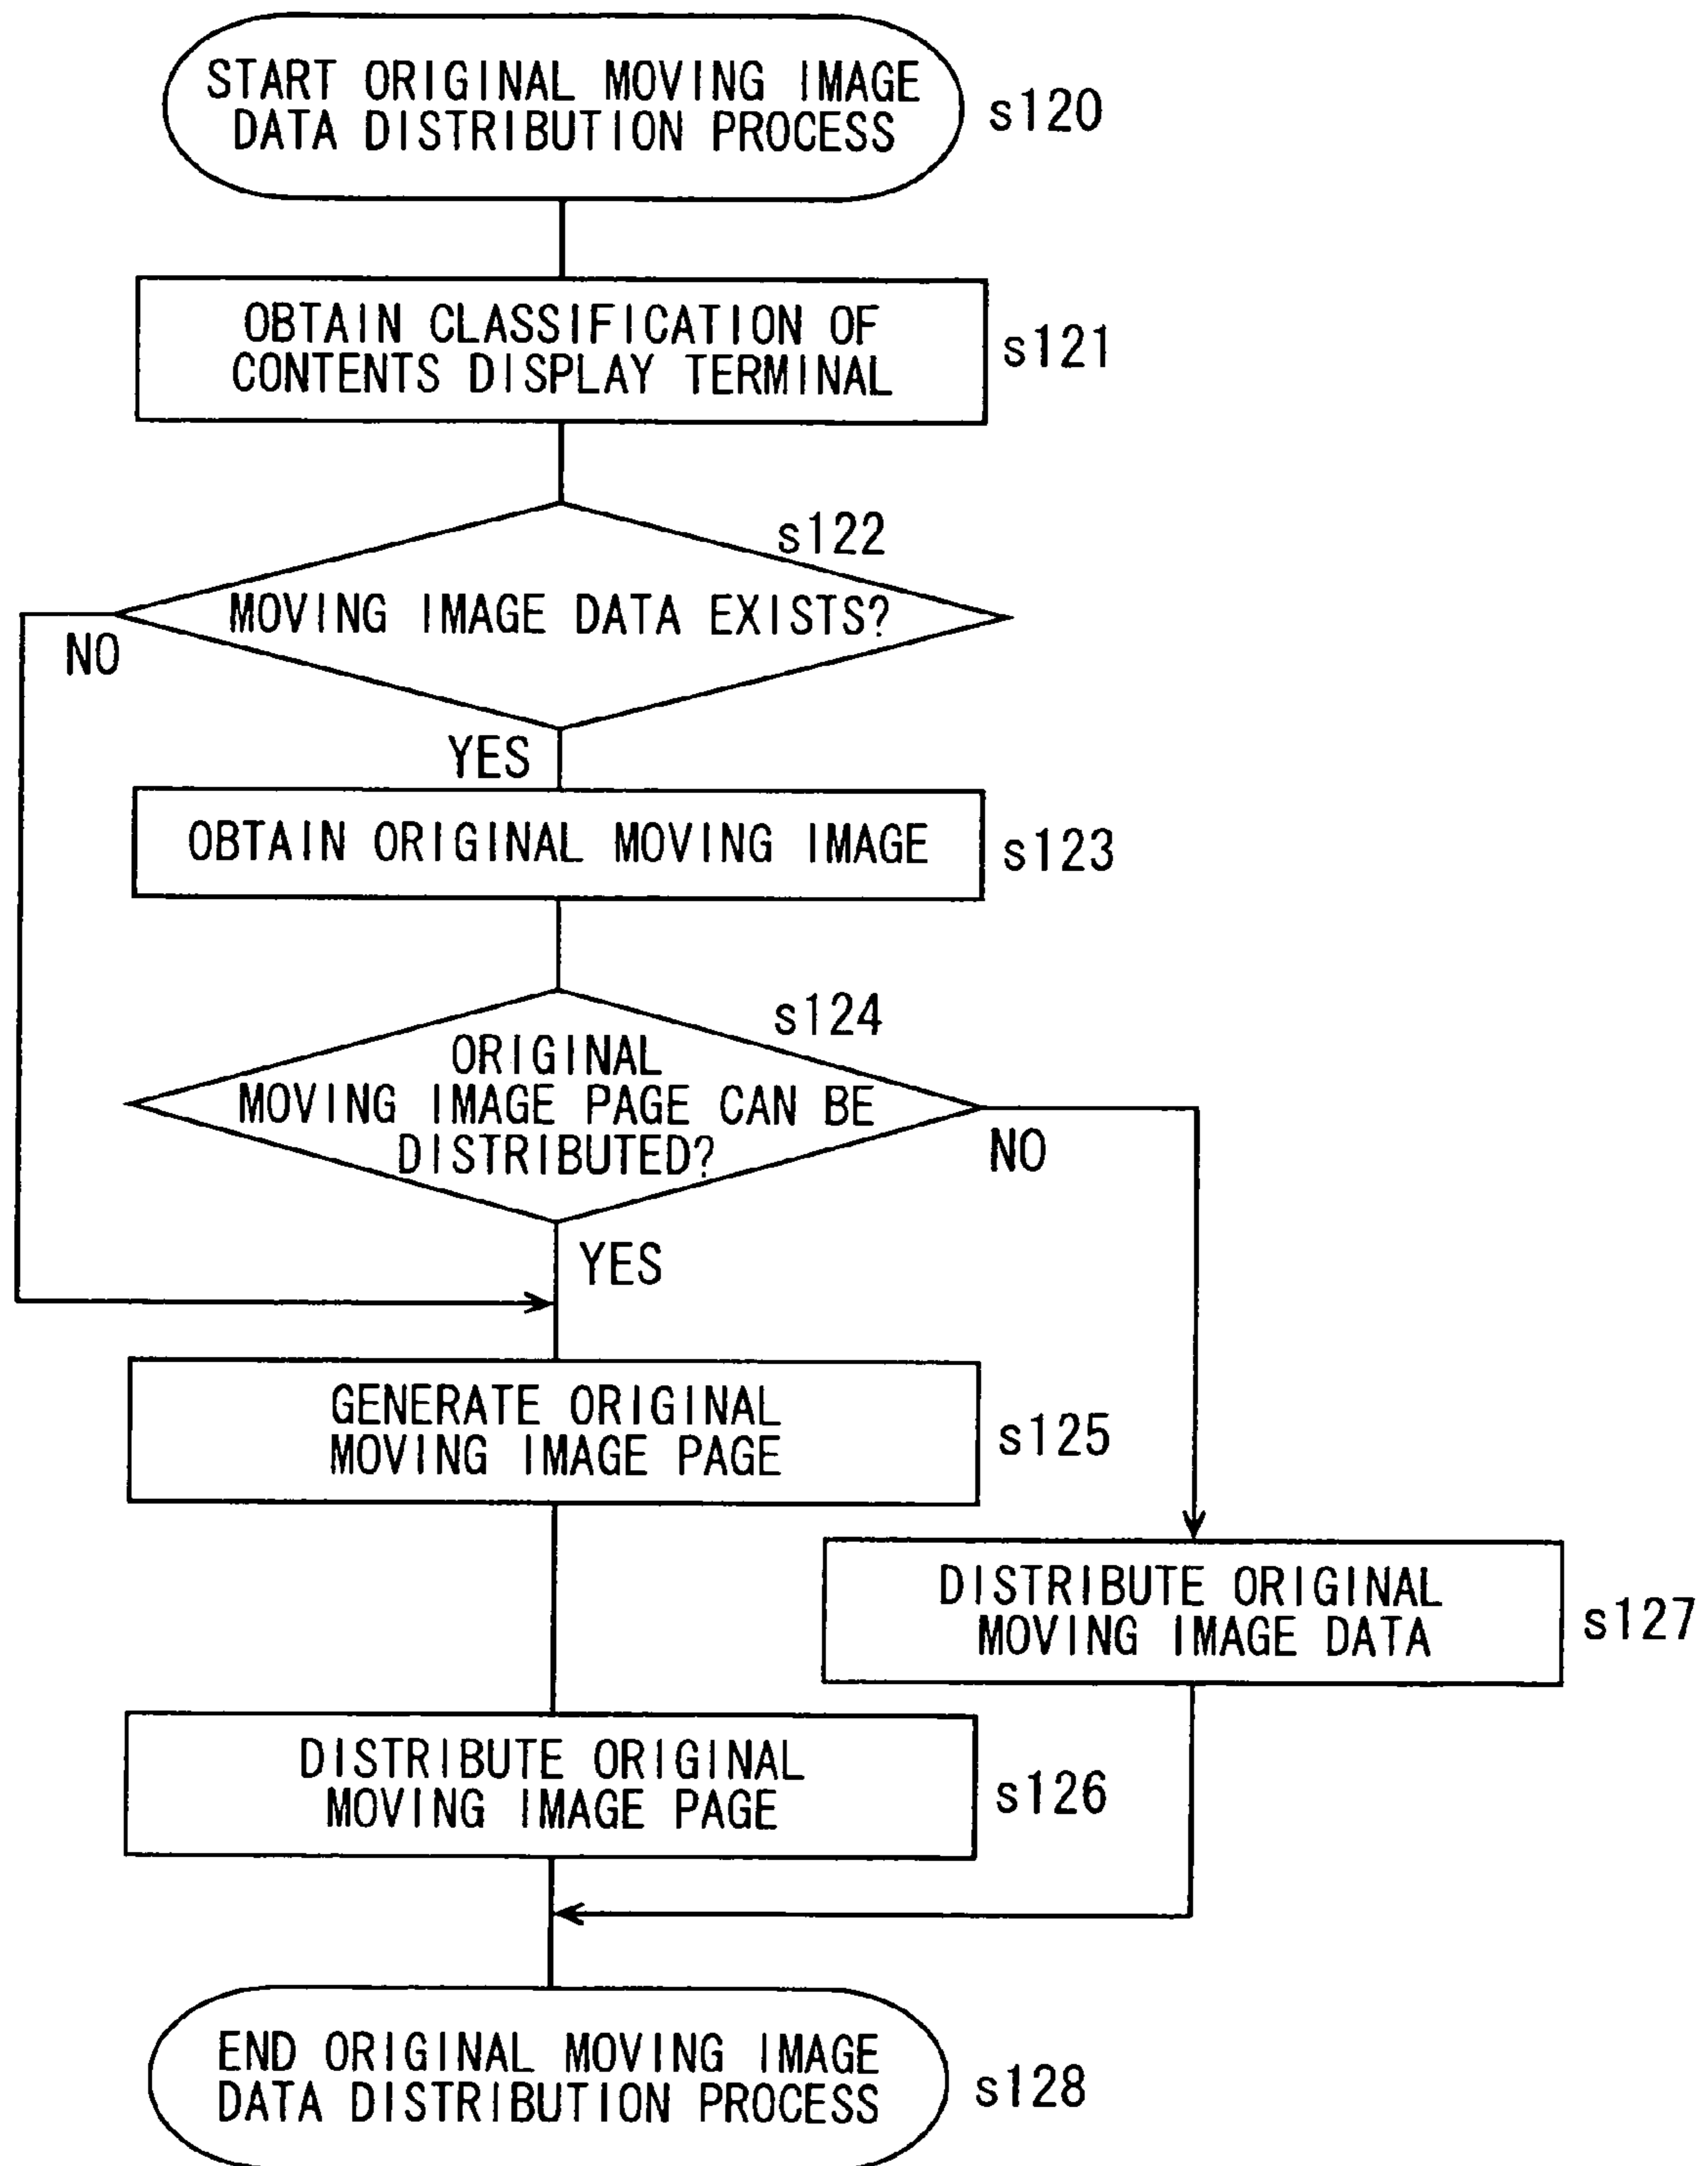 START ORIGINAL MOVING IMAGE
DATA DISTRIBUTION PROCESS
s120
OBTAIN CLASSIFICATION OF
CONTENTS DISPLAY TERMINAL
s121
s122
MOVING IMAGE DATA EXISTS?
NO
YES
OBTAIN ORIGINAL MOVING IMAGE
s123
s124
ORIGINAL
MOVING IMAGE PAGE CAN BE
DISTRIBUTED?
NO
YES
GENERATE ORIGINAL
MOVING IMAGE PAGE
s125
DISTRIBUTE ORIGINAL
MOVING IMAGE DATA
s127
DISTRIBUTE ORIGINAL
MOVING IMAGE PAGE
s126
END ORIGINAL MOVING IMAGE
DATA DISTRIBUTION PROCESS
s128